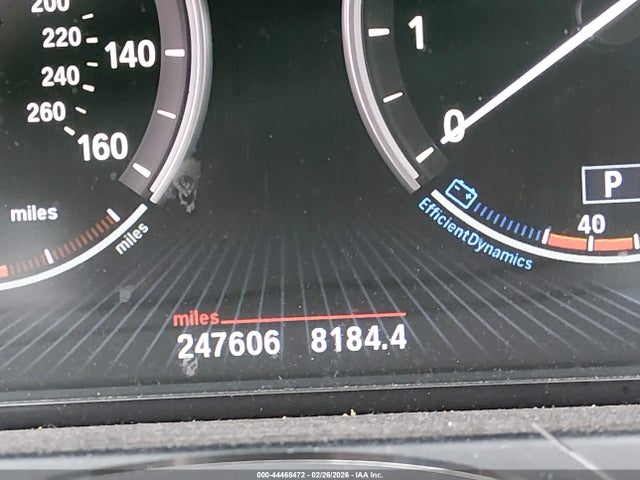 200
220
240
260
140
160
miles
miles
1
0
P
40
EfficientDynamics
miles
247606 8184.4
000-44468472 - 02/26/2026 - IAA Inc.